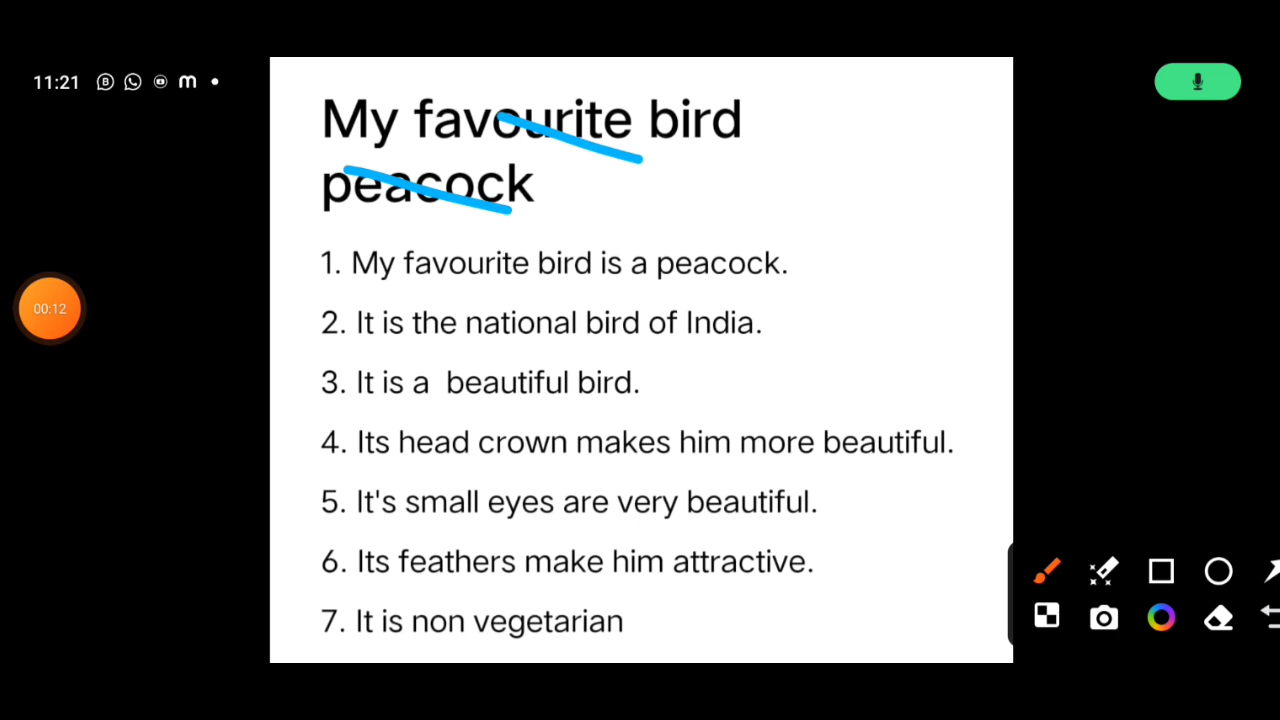 11:21
My favourite bird
peacock
1. My favourite bird is a peacock.
2. It is the national bird of India.
3. It is a  beautiful bird.
4. Its head crown makes him more beautiful.
5. It's small eyes are very beautiful.
6. Its feathers make him attractive.
7. It is non vegetarian
00:12